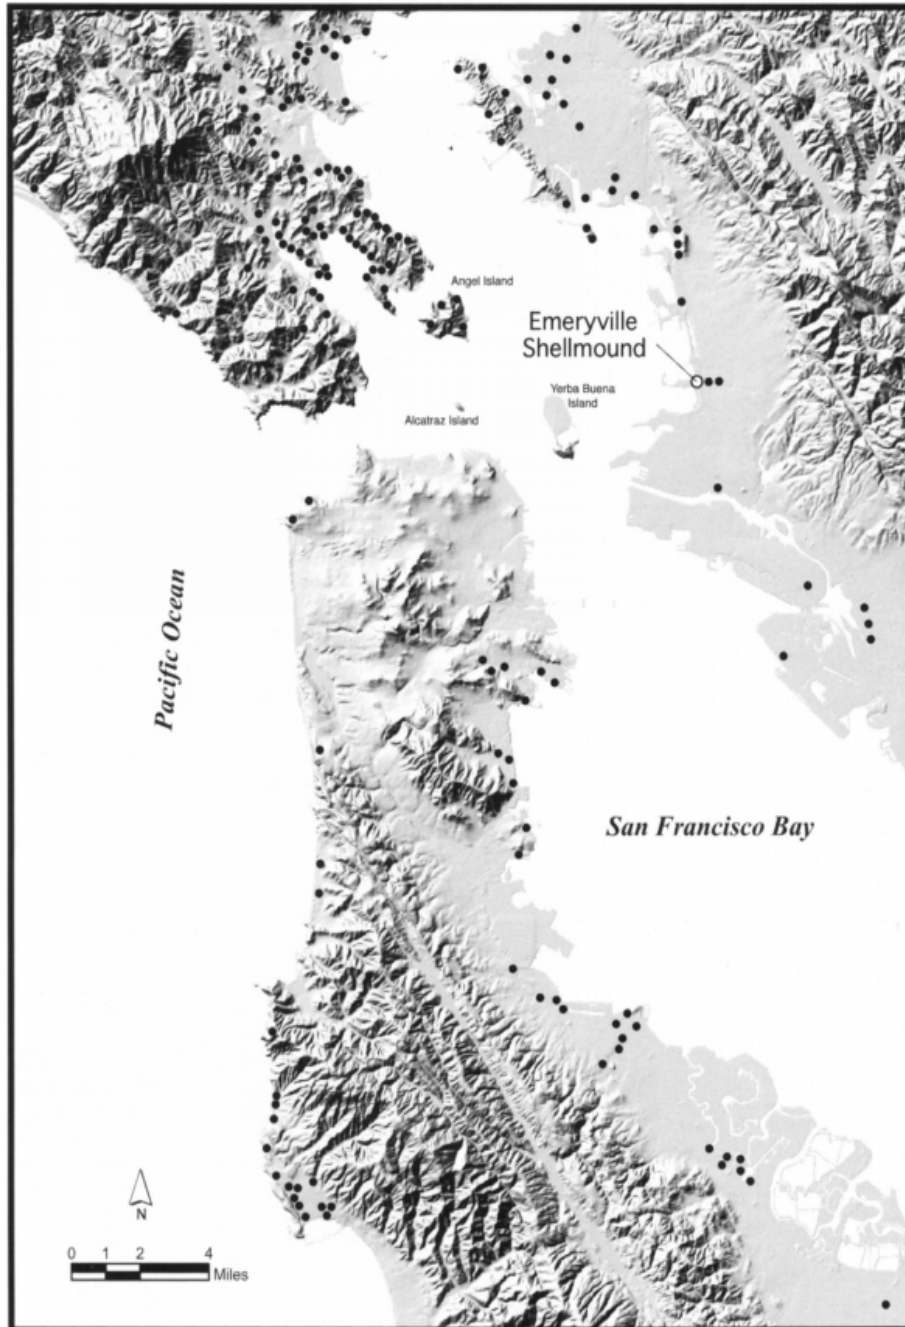 Angel Island
Emeryville
Shellmound
Yerba Buena
Island
Alcatraz Island
Pacific Ocean
San Francisco Bay
N
0 1 2 4
Miles